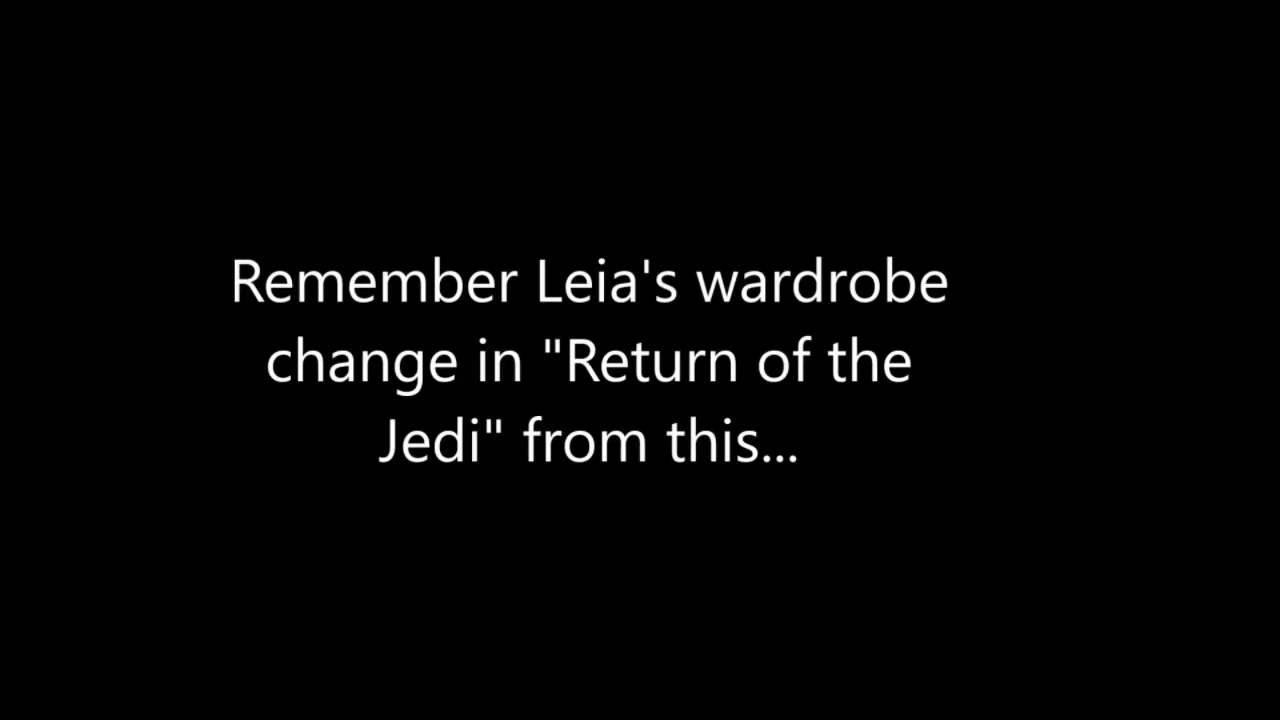 Remember Leia's wardrobe
change in "Return of the
Jedi" from this...